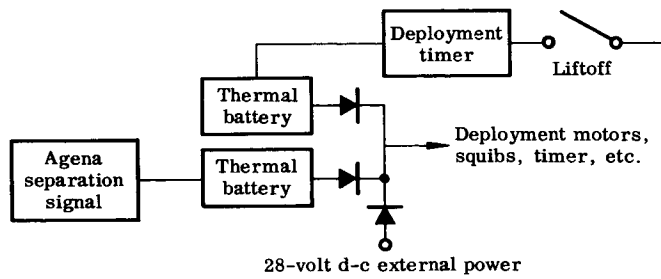 Deployment
timer
Liftoff
Thermal
battery
Deployment motors,
squibs, timer, etc.
Agena
separation
signal
Thermal
battery
28-volt d-c external power